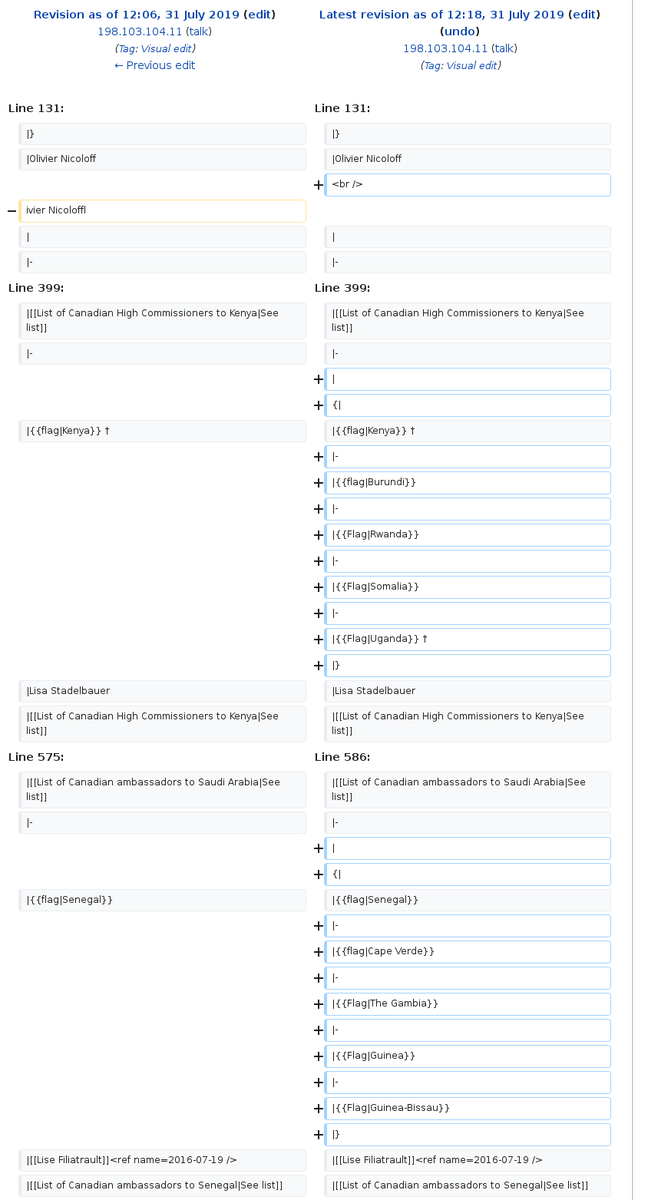 Revision as of 12:06, 31 July 2019 (edit)
198.103.104.11 (talk)
(Tag: Visual edit)
← Previous edit
Latest revision as of 12:18, 31 July 2019 (edit)
(undo)
198.103.104.11 (talk)
(Tag: Visual edit)
Line 131:
Line 131:
|}
|}
|Olivier Nicoloff
|Olivier Nicoloff
+ <br />
− ivier Nicoloffl
|
|
|-
|-
Line 399:
Line 399:
|[[List of Canadian High Commissioners to Kenya|See
list]]
|[[List of Canadian High Commissioners to Kenya|See
list]]
|-
|-
+ |
+ {|
|{{flag|Kenya}} †
|{{flag|Kenya}} †
+ |-
+ |{{flag|Burundi}}
+ |-
+ |{{Flag|Rwanda}}
+ |-
+ |{{Flag|Somalia}}
+ |-
+ |{{Flag|Uganda}} †
+ |}
|Lisa Stadelbauer
|Lisa Stadelbauer
|[[List of Canadian High Commissioners to Kenya|See
list]]
|[[List of Canadian High Commissioners to Kenya|See
list]]
Line 575:
Line 586:
|[[List of Canadian ambassadors to Saudi Arabia|See
list]]
|[[List of Canadian ambassadors to Saudi Arabia|See
list]]
|-
|-
+ |
+ {|
|{{flag|Senegal}}
|{{flag|Senegal}}
+ |-
+ |{{flag|Cape Verde}}
+ |-
+ |{{Flag|The Gambia}}
+ |-
+ |{{Flag|Guinea}}
+ |-
+ |{{Flag|Guinea-Bissau}}
+ |}
|[[Lise Filiatrault]]<ref name=2016-07-19 />
|[[Lise Filiatrault]]<ref name=2016-07-19 />
|[[List of Canadian ambassadors to Senegal|See list]]
|[[List of Canadian ambassadors to Senegal|See list]]